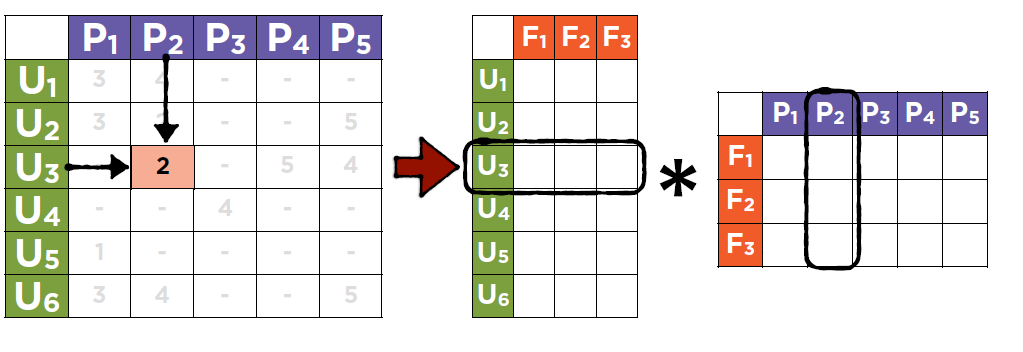 P1 P2 P3 P4 P5
U1 3 4 - - -
U2 3 - - 5
U3 2 - 5 4
U4 - - 4 - -
U5 1 - - - -
U6 3 4 - - 5
F1 F2 F3
U1
U2
U3
U4
U5
U6
*
P1 P2 P3 P4 P5
F1
F2
F3